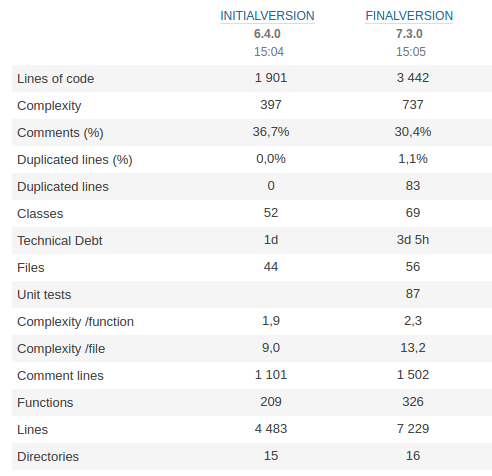 INITIALVERSION FINALVERSION
6.4.0 7.3.0
15:04 15:05
Lines of code 1 901 3 442
Complexity 397 737
Comments (%) 36,7% 30,4%
Duplicated lines (%) 0,0% 1,1%
Duplicated lines 0 83
Classes 52 69
Technical Debt 1d 3d 5h
Files 44 56
Unit tests 87
Complexity /function 1,9 2,3
Complexity /file 9,0 13,2
Comment lines 1 101 1 502
Functions 209 326
Lines 4 483 7 229
Directories 15 16